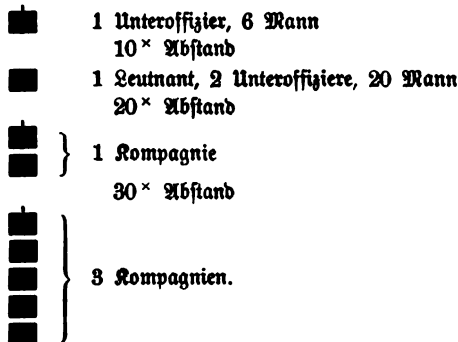 1 Unteroffizier, 6 Mann
10× Abstand
1 Leutnant, 2 Unteroffiziere, 20 Mann
20× Abstand
1 Kompagnie
30× Abstand
3 Kompagnien.